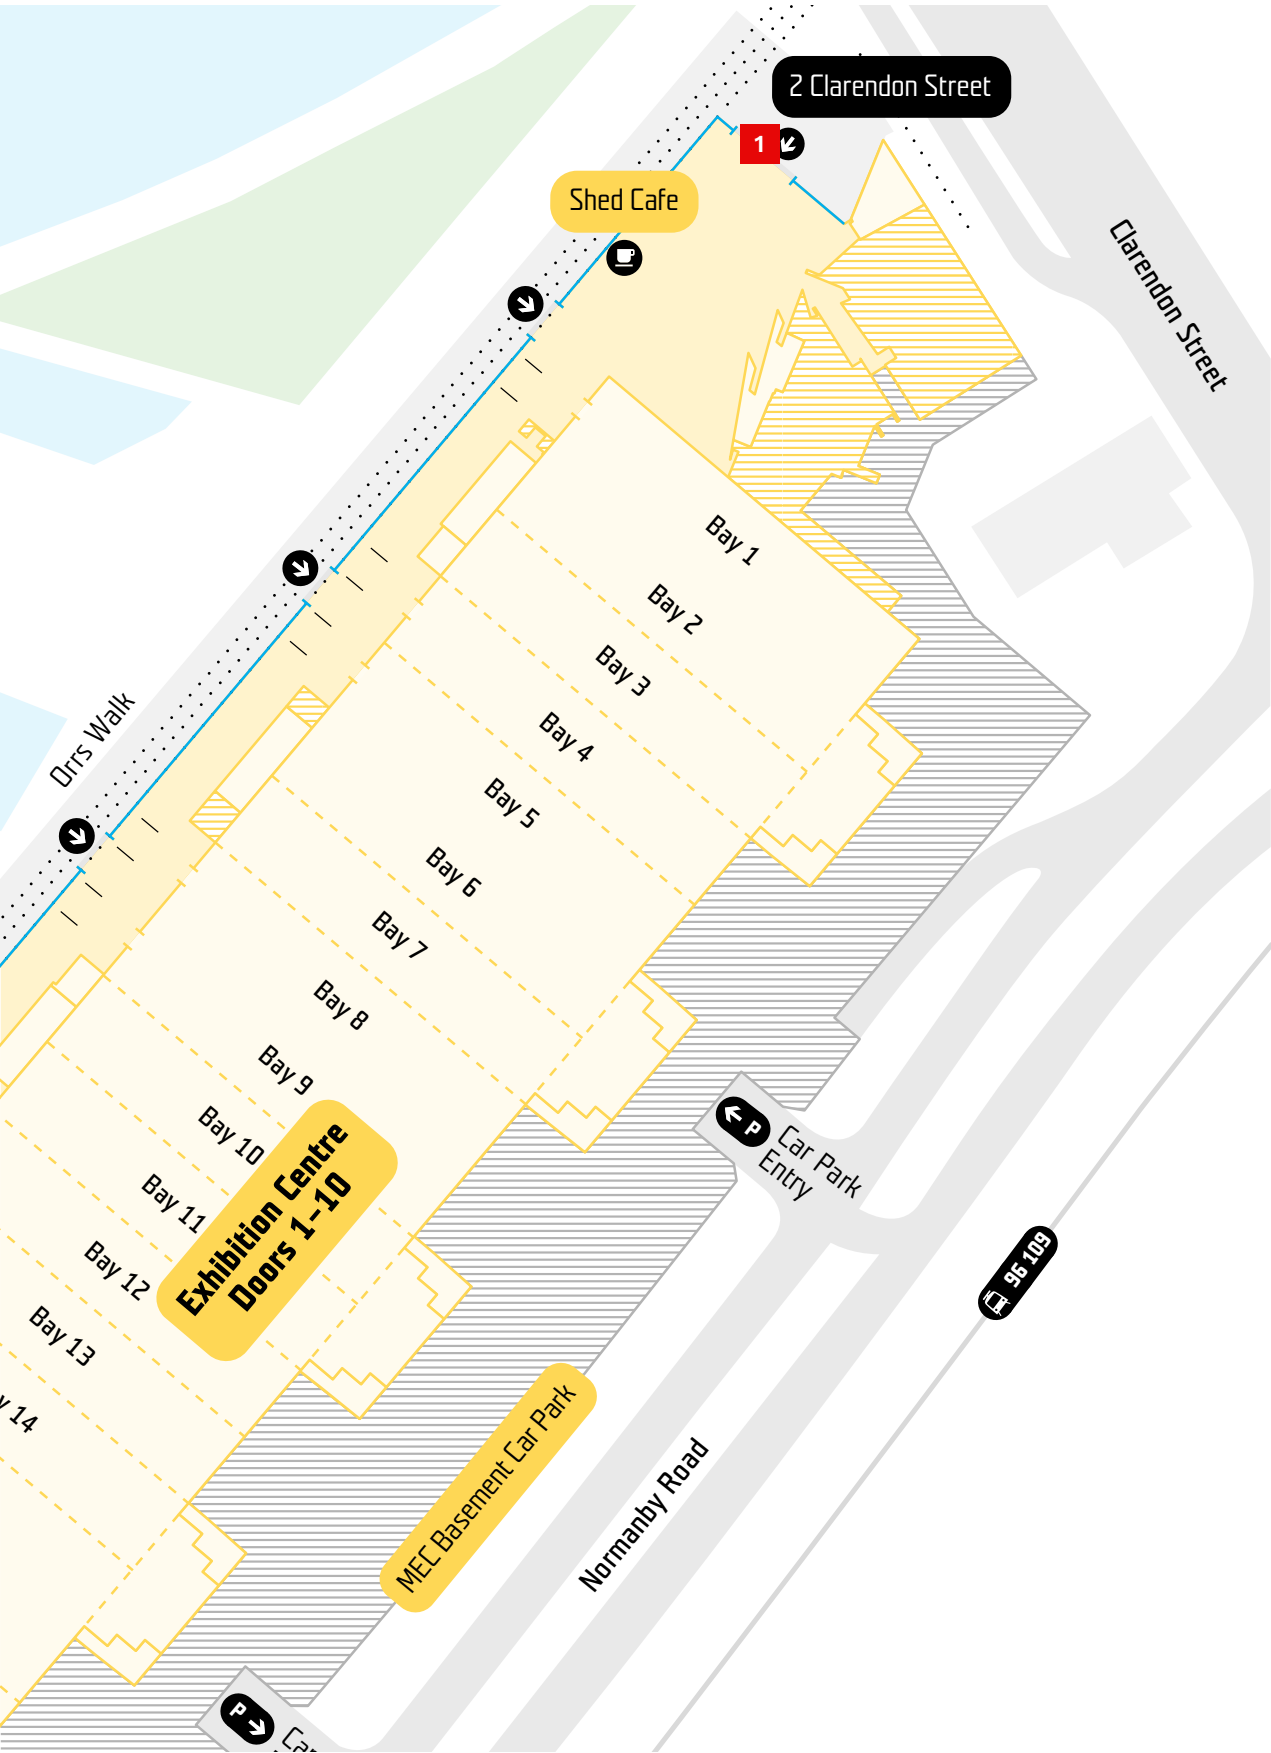 2 Clarendon Street
1
Shed Cafe
Clarendon Street
Orrs Walk
Bay 1
Bay 2
Bay 3
Bay 4
Bay 5
Bay 6
Bay 7
Bay 8
Bay 9
Bay 10
Bay 11
Bay 12
Bay 13
y 14
Exhibition Centre
Doors 1-10
P
Car Park
Entry
96 109
MEC Basement Car Park
Normanby Road
P
Car